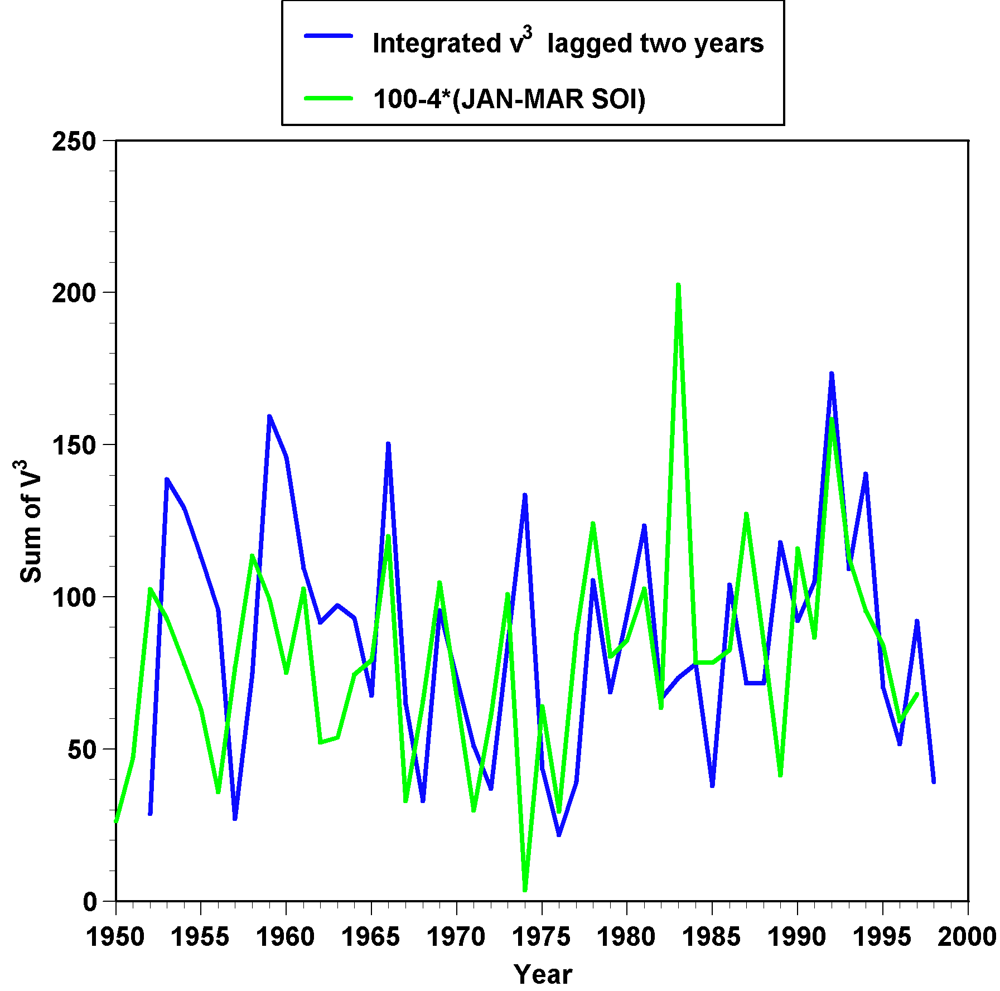 Integrated v³ lagged two years
100-4*(JAN-MAR SOI)
250
200
150
100
50
0
Sum of V³
1950 1955 1960 1965 1970 1975 1980 1985 1990 1995 2000
Year